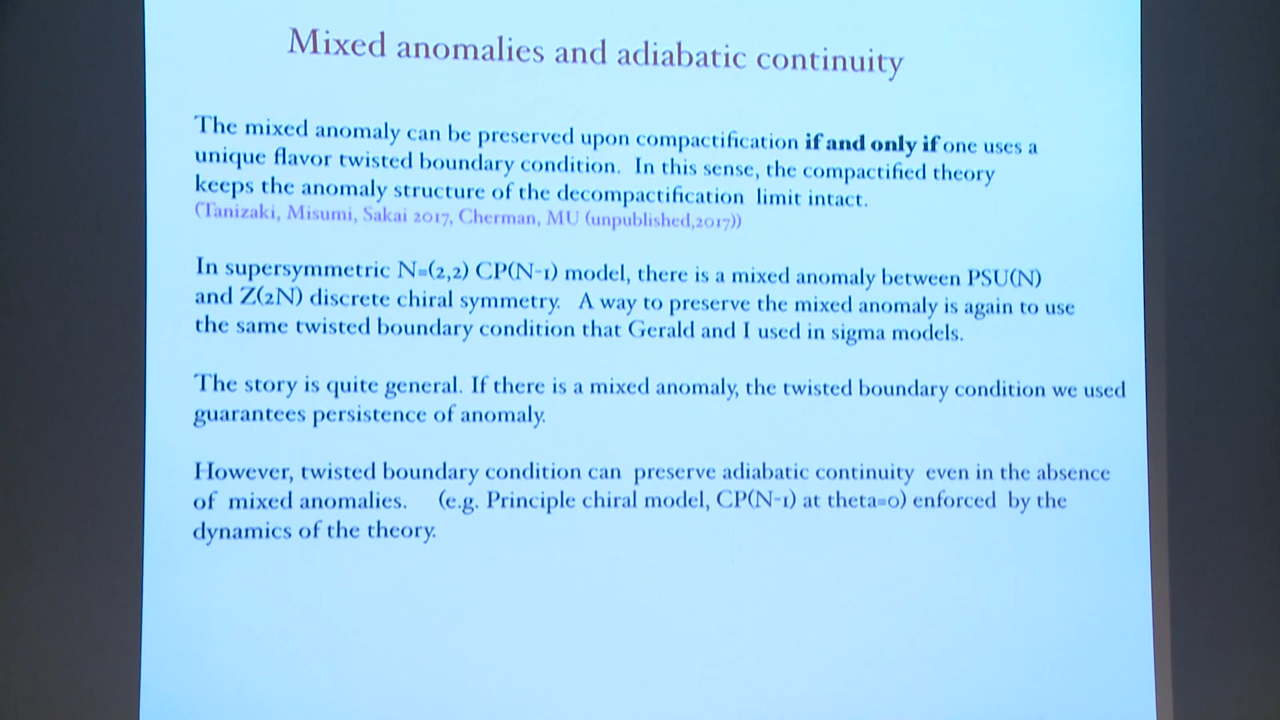 Mixed anomalies and adiabatic continuity
The mixed anomaly can be preserved upon compactification if and only if one uses a
unique flavor twisted boundary condition. In this sense, the compactified theory
keeps the anomaly structure of the decompactification limit intact.
(Tanizaki, Misumi, Sakai 2017, Cherman, MU (unpublished,2017))
In supersymmetric N=(2,2) CP(N-1) model, there is a mixed anomaly between PSU(N)
and Z(2N) discrete chiral symmetry. A way to preserve the mixed anomaly is again to use
the same twisted boundary condition that Gerald and I used in sigma models.
The story is quite general. If there is a mixed anomaly, the twisted boundary condition we used
guarantees persistence of anomaly.
However, twisted boundary condition can preserve adiabatic continuity even in the absence
of mixed anomalies. (e.g. Principle chiral model, CP(N-1) at theta=0) enforced by the
dynamics of the theory.